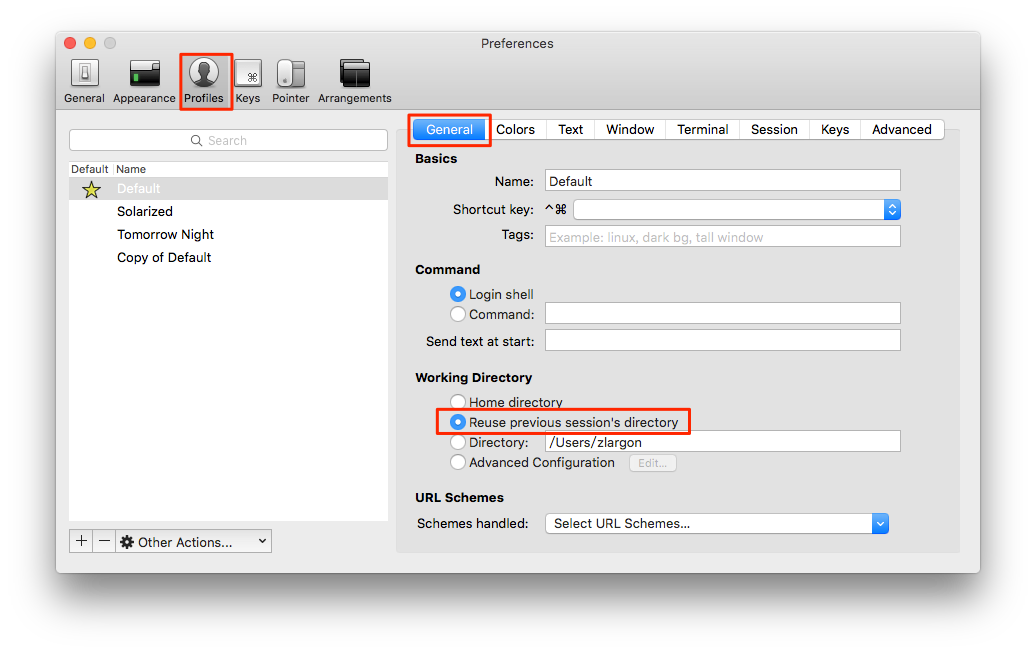 Preferences
General Appearance Profiles Keys Pointer Arrangements
Search
Default Name
Default
Solarized
Tomorrow Night
Copy of Default
Other Actions...
General Colors Text Window Terminal Session Keys Advanced
Basics
Name: Default
Shortcut key: ^⌘
Tags: Example: linux, dark bg, tall window
Command
Login shell
Command:
Send text at start:
Working Directory
Home directory
Reuse previous session's directory
Directory: /Users/zlargon
Advanced Configuration Edit...
URL Schemes
Schemes handled: Select URL Schemes...